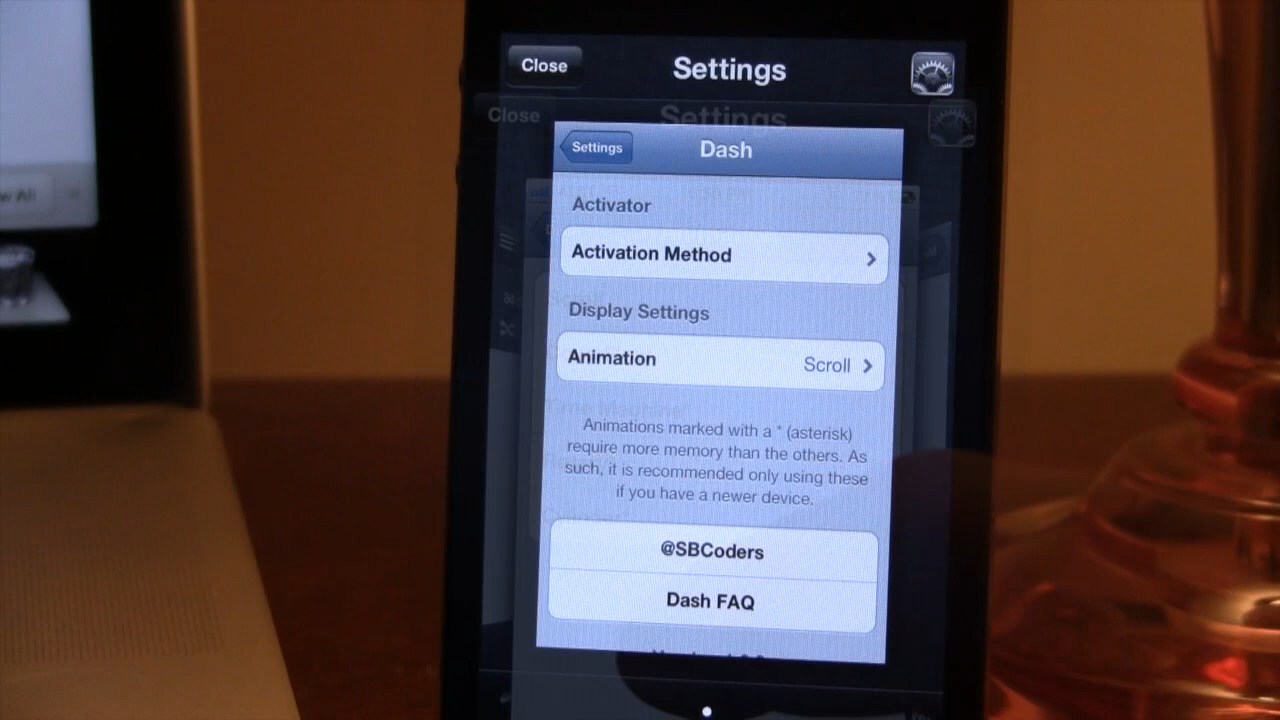 Close
Settings
Close
Settings
Settings
Dash
Activator
Activation Method
Display Settings
Animation
Scroll
Animations marked with a * (asterisk)
require more memory than the others. As
such, it is recommended only using these
if you have a newer device.
@SBCoders
Dash FAQ